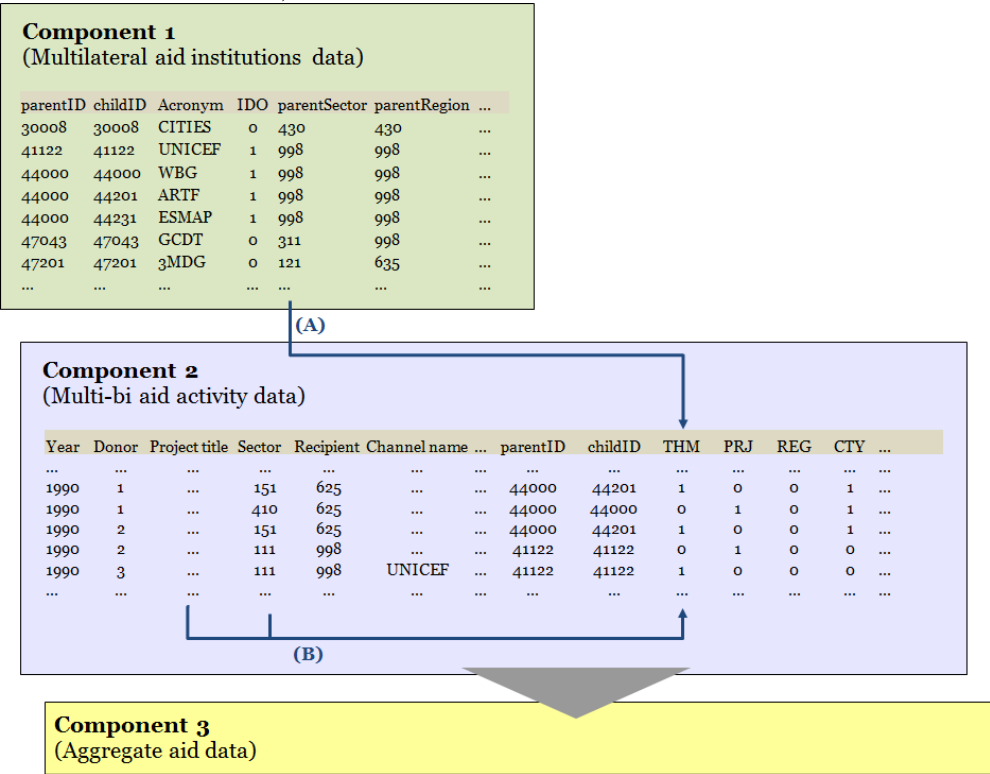 Component 1
(Multilateral aid institutions data)
parentID childID Acronym IDO parentSector parentRegion ...
30008 30008 CITIES 0 430 430 ...
41122 41122 UNICEF 1 998 998 ...
44000 44000 WBG 1 998 998 ...
44000 44201 ARTF 1 998 998 ...
44000 44231 ESMAP 1 998 998 ...
47043 47043 GCDT 0 311 998 ...
47201 47201 3MDG 0 121 635 ...
... ... ... ... ... ... ...
(A)
Component 2
(Multi-bi aid activity data)
Year Donor Project title Sector Recipient Channel name ... parentID childID THM PRJ REG CTY ...
... ... ... ... ... ... ... ... ... ... ... ... ...
1990 1 ... 151 625 ... ... 44000 44201 1 0 0 1 ...
1990 1 ... 410 625 ... ... 44000 44000 0 1 0 1 ...
1990 2 ... 151 625 ... ... 44000 44201 1 0 0 1 ...
1990 2 ... 111 998 ... ... 41122 41122 0 1 0 0 ...
1990 3 ... 111 998 UNICEF ... 41122 41122 1 0 0 0 ...
... ... ... ... ... ... ... ... ... ... ... ... ... ...
(B)
Component 3
(Aggregate aid data)